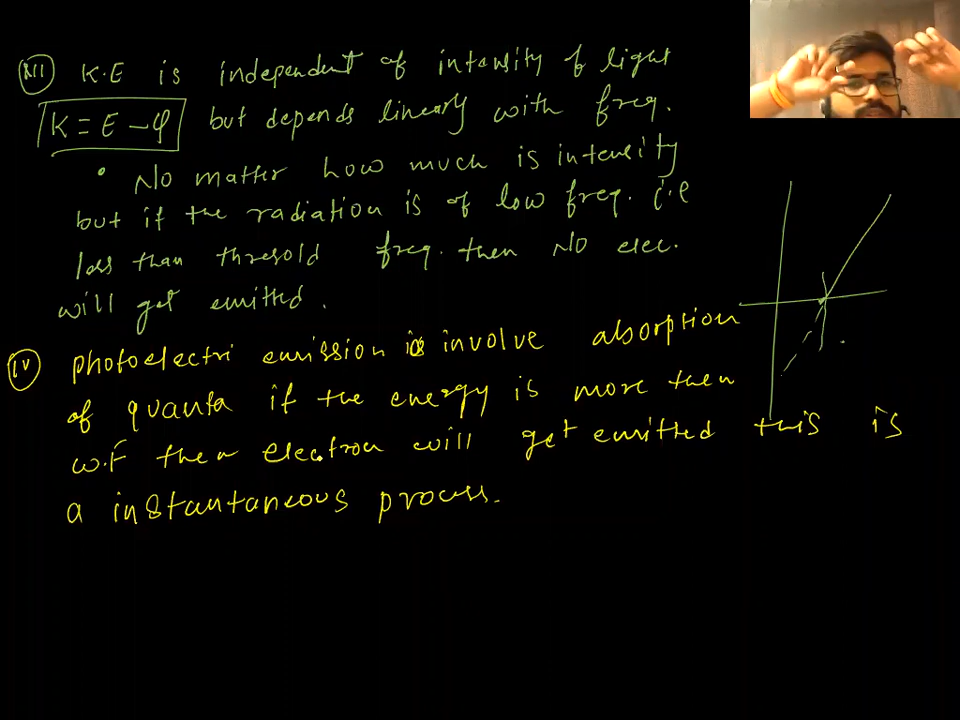 (III) K.E is independent of intensity of light
K = E - φ but depends linearly with freq.
• No matter how much is intensity
but if the radiation is of low freq. i.e
less than thresold freq. then No elec.
will get emitted.
(IV) photoelectri emission is involve absorption
of quanta if the energy is more then
w.F then electron will get emitted this is
a instantaneous process.